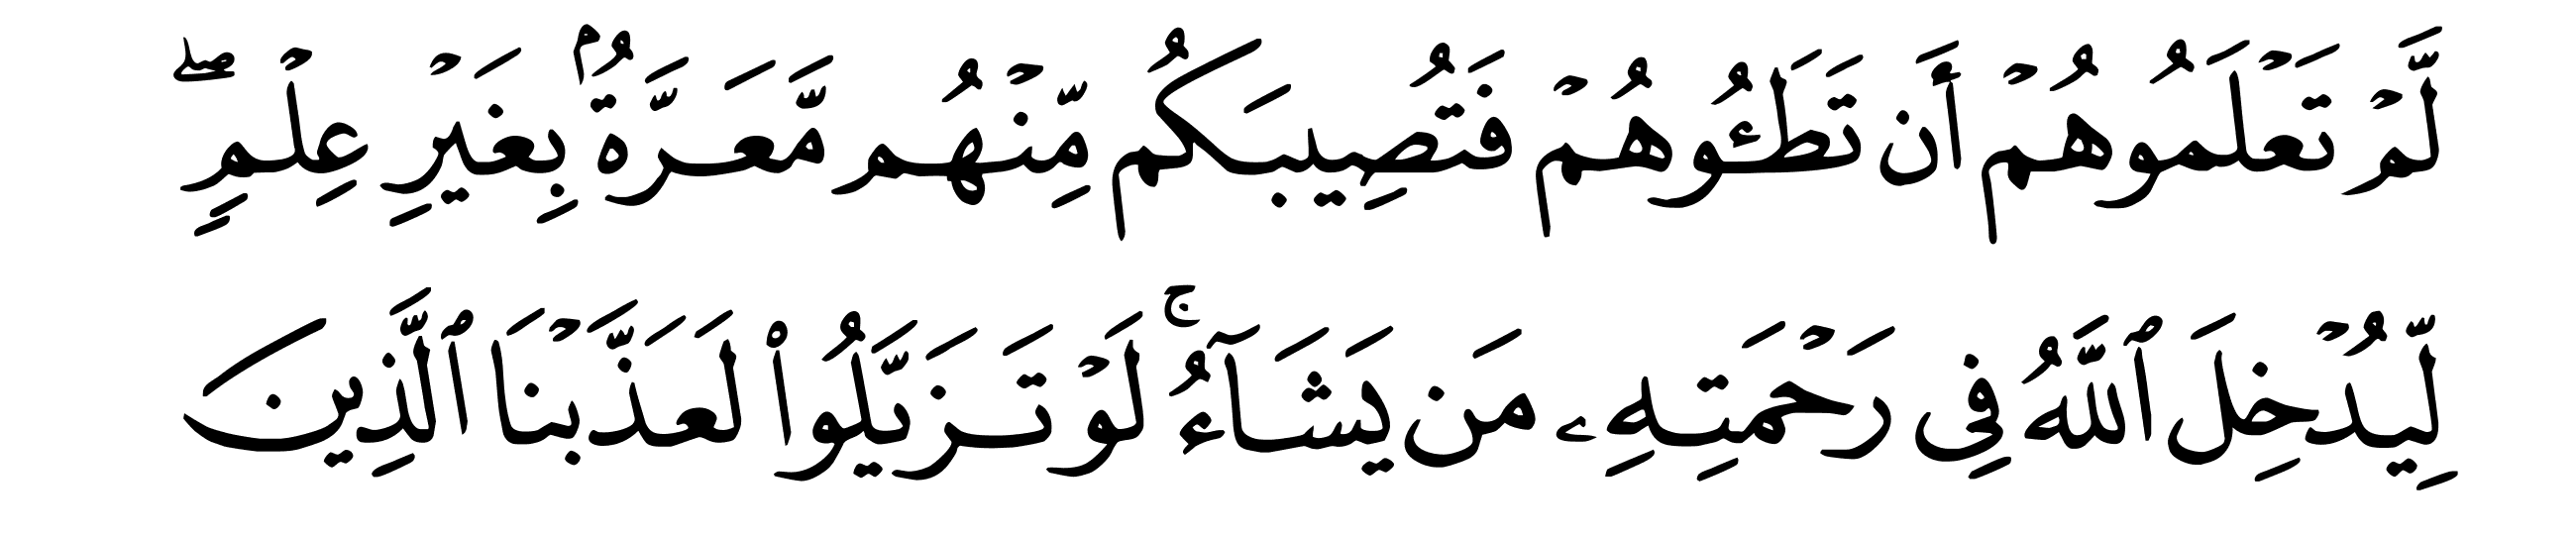 لَّمۡ تَعۡلَمُوهُمۡ أَن تَطَـُٔوهُمۡ فَتُصِيبَكُم مِّنۡهُم مَّعَرَّةُۢ بِغَيۡرِ عِلۡمٖۖ
لِّيُدۡخِلَ ٱللَّهُ فِي رَحۡمَتِهِۦ مَن يَشَآءُۚ لَوۡ تَزَيَّلُواْ لَعَذَّبۡنَا ٱلَّذِينَ